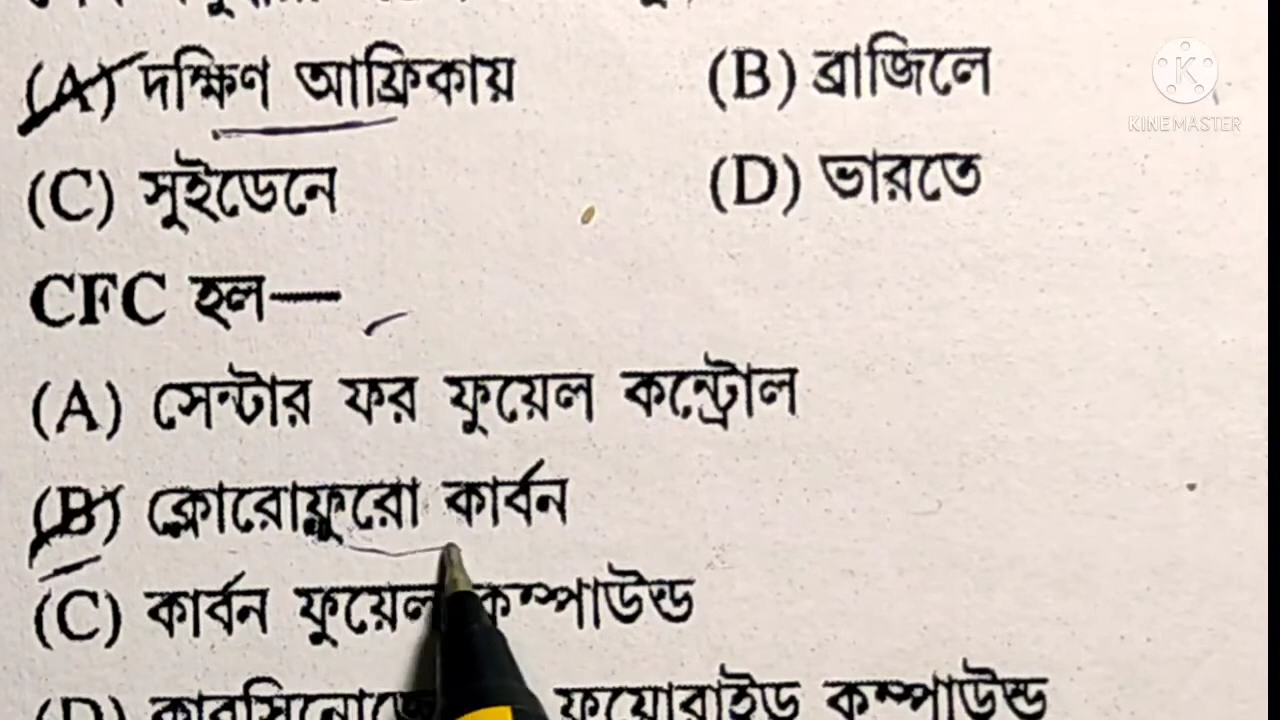 (A) দক্ষিণ আফ্রিকায় (B) ব্রাজিলে
KINEMASTER
(C) সুইডেনে (D) ভারতে
CFC হল—
(A) সেন্টার ফর ফুয়েল কন্ট্রোল
(B) ক্লোরোফ্লুরো কার্বন
(C) কার্বন ফুয়েল কম্পাউন্ড
(D) ফুয়োরাইড কম্পাউন্ড